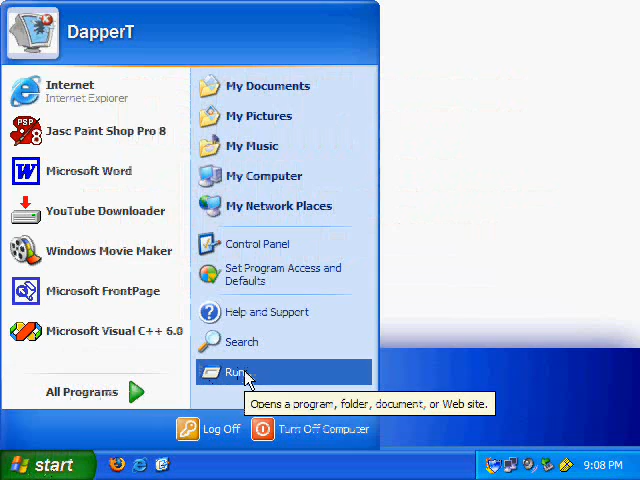 DapperT
Internet
Internet Explorer
PSP
8
Jasc Paint Shop Pro 8
W
Microsoft Word
YouTube Downloader
Windows Movie Maker
Microsoft FrontPage
Microsoft Visual C++ 6.0
All Programs
My Documents
My Pictures
My Music
My Computer
My Network Places
Control Panel
Set Program Access and
Defaults
Help and Support
Search
Run...
Opens a program, folder, document, or Web site.
Log Off
Turn Off Computer
start
9:08 PM